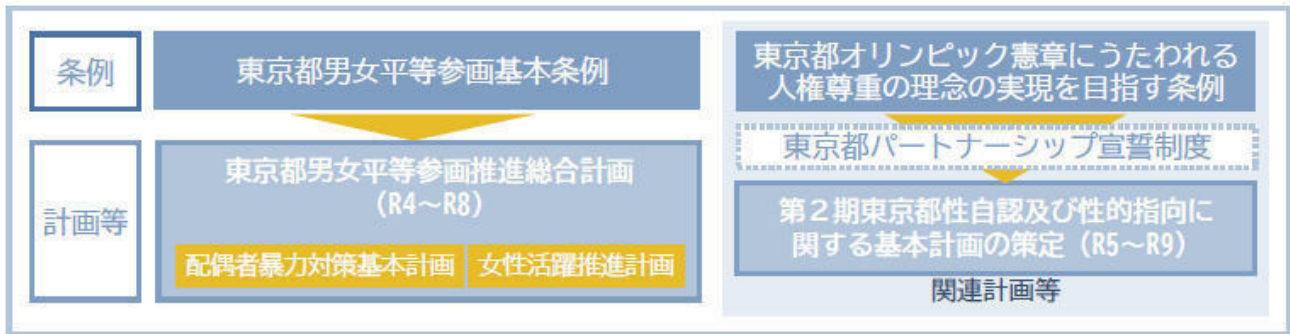 条例
東京都男女平等参画基本条例
東京都オリンピック憲章にうたわれる
人権尊重の理念の実現を目指す条例
計画等
東京都男女平等参画推進総合計画
（R4～R8）
配偶者暴力対策基本計画
女性活躍推進計画
東京都パートナーシップ宣誓制度
第２期東京都性自認及び性的指向に
関する基本計画の策定（R5～R9）
関連計画等